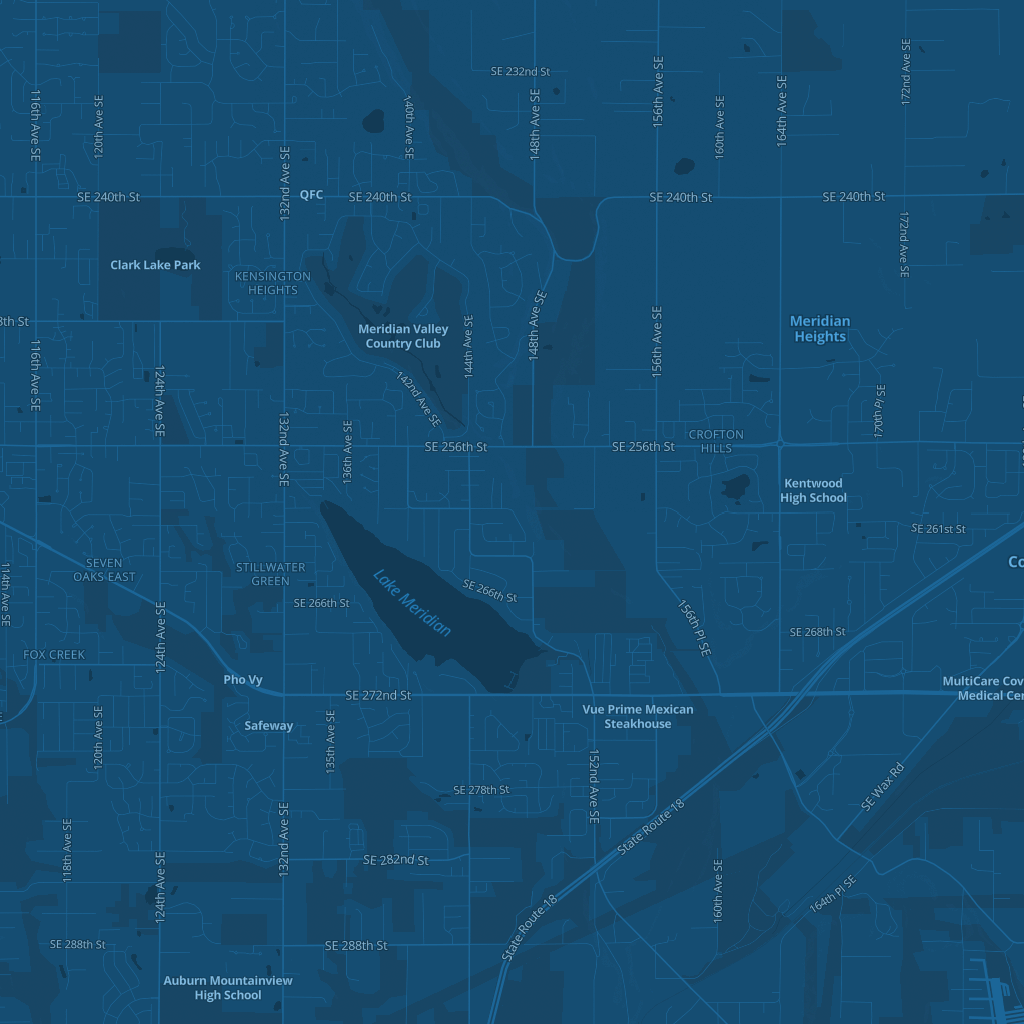 SE 232nd St
116th Ave SE
120th Ave SE
140th Ave SE
148th Ave SE
156th Ave SE
160th Ave SE
164th Ave SE
172nd Ave SE
132nd Ave SE
SE 240th St
QFC
SE 240th St
SE 240th St
SE 240th St
172nd Ave SE
Clark Lake Park
KENSINGTON
HEIGHTS
8th St
Meridian Valley
Country Club
144th Ave SE
148th Ave SE
156th Ave SE
Meridian
Heights
116th Ave SE
124th Ave SE
142nd Ave SE
170th Pl SE
132nd Ave SE
136th Ave SE
SE 256th St
SE 256th St
CROFTON
HILLS
Kentwood
High School
SE 261st St
SEVEN
OAKS EAST
STILLWATER
GREEN
Co
114th Ave SE
SE 266th St
Lake Meridian
SE 266th St
124th Ave SE
156th Pl SE
SE 268th St
FOX CREEK
Pho Vy
SE 272nd St
MultiCare Cov
Medical Cen
Vue Prime Mexican
Steakhouse
Safeway
120th Ave SE
135th Ave SE
152nd Ave SE
SE 278th St
SE Wax Rd
State Route 18
118th Ave SE
132nd Ave SE
SE 282nd St
124th Ave SE
160th Ave SE
164th Pl SE
State Route 18
SE 288th St
SE 288th St
Auburn Mountainview
High School